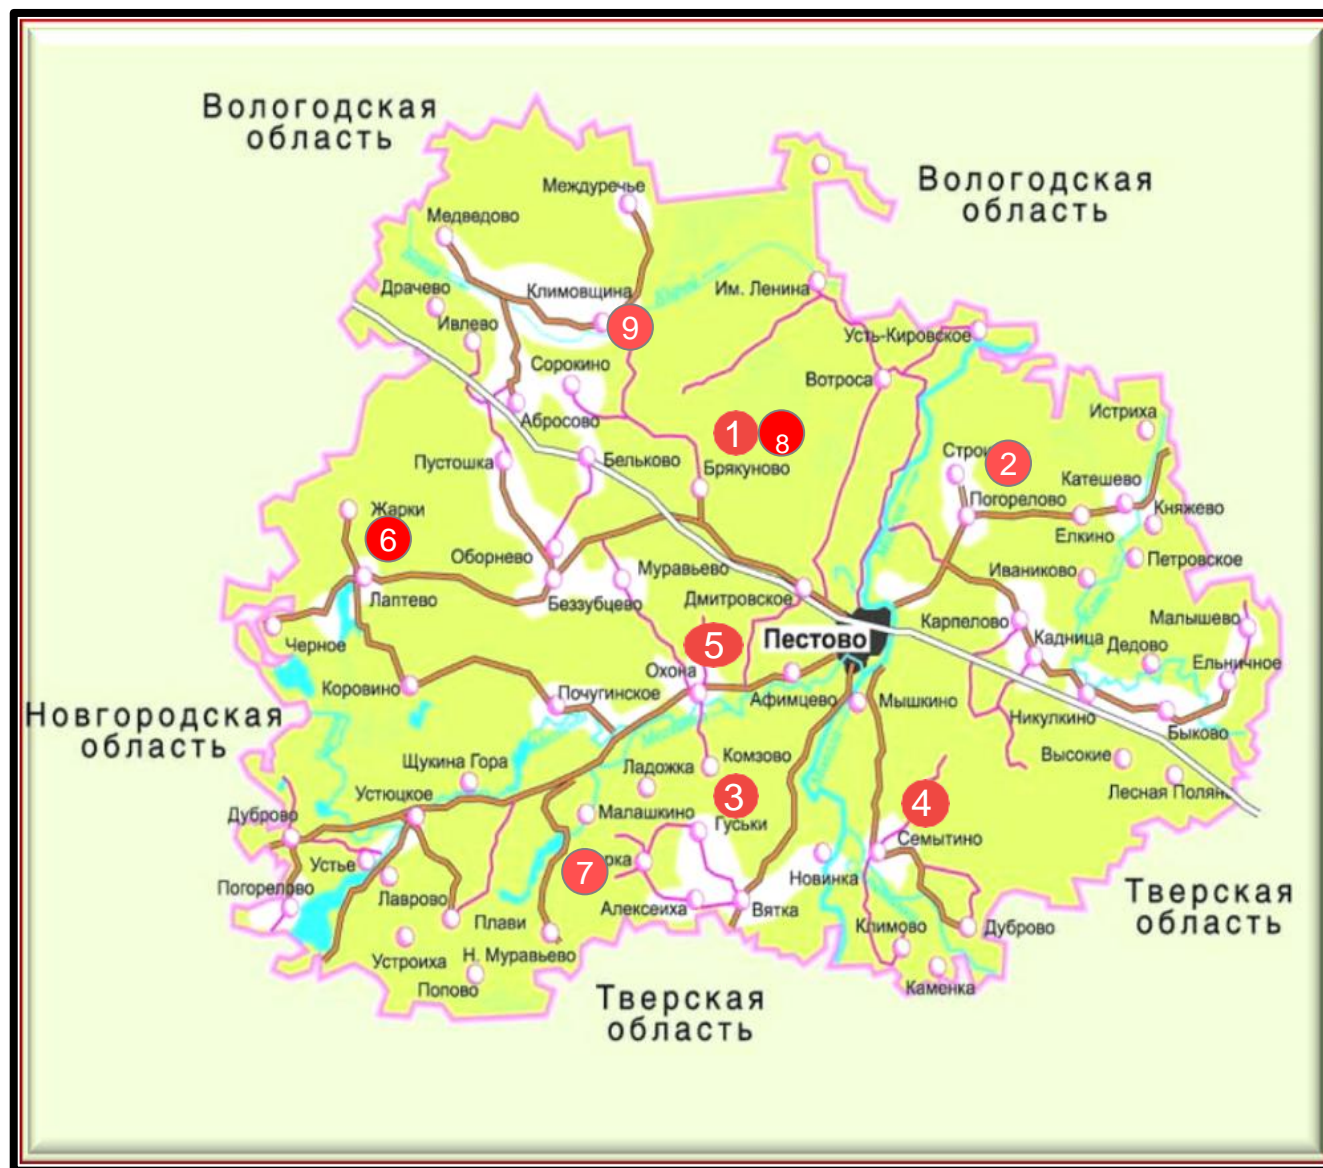 Вологодская
область
Вологодская
область
Междуречье
Медведово
Драчево
Климовщина
Им. Ленина
Ивлево
9
Усть-Кировское
Сорокино
Вотроса
Абросово
1
8
Истриха
Пустошка
Бельково
Брякуново
2
Погорелово
Катешево
Жарки
Княжево
6
Елкино
Оборнево
Муравьево
Петровское
Иваниково
Лаптево
Беззубцево
Дмитровское
Карпелово
Малышево
Черное
5
Пестово
Кадница
Дедово
Охона
Ельничное
Коровино
Почугинское
Афимцево
Мышкино
Новгородская
область
Никулкино
Быково
Щукина Гора
Ладожка
Комзово
Высокие
Устюцкое
3
4
Лесная Поляна
Дуброво
Малашкино
Гуськи
Семытино
Устье
7
Погорелово
Лаврово
Алексеиха
Вятка
Новинка
Тверская
область
Плави
Климово
Дуброво
Устроиха
Н. Муравьево
Попово
Каменка
Тверская
область